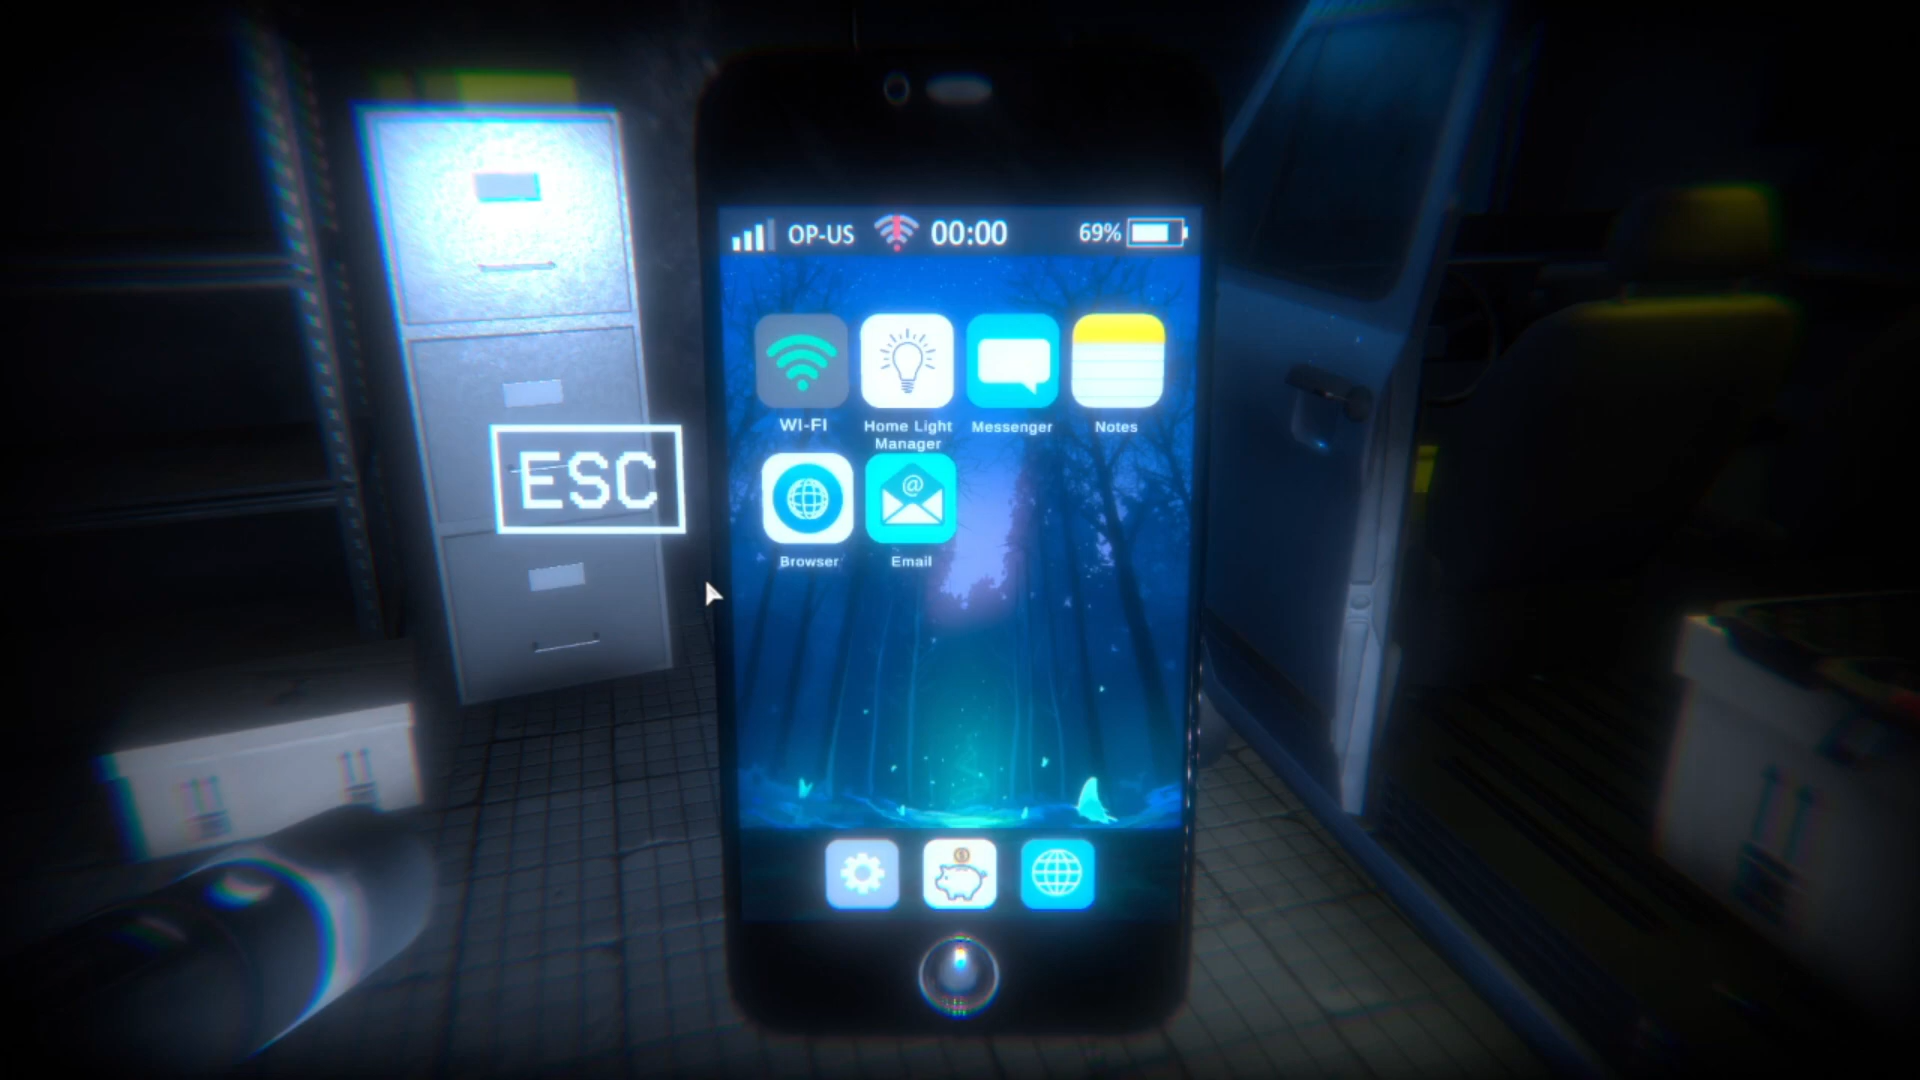 OP-US 00:00 69%
WI-FI Home Light Manager Messenger Notes
ESC
Browser Email